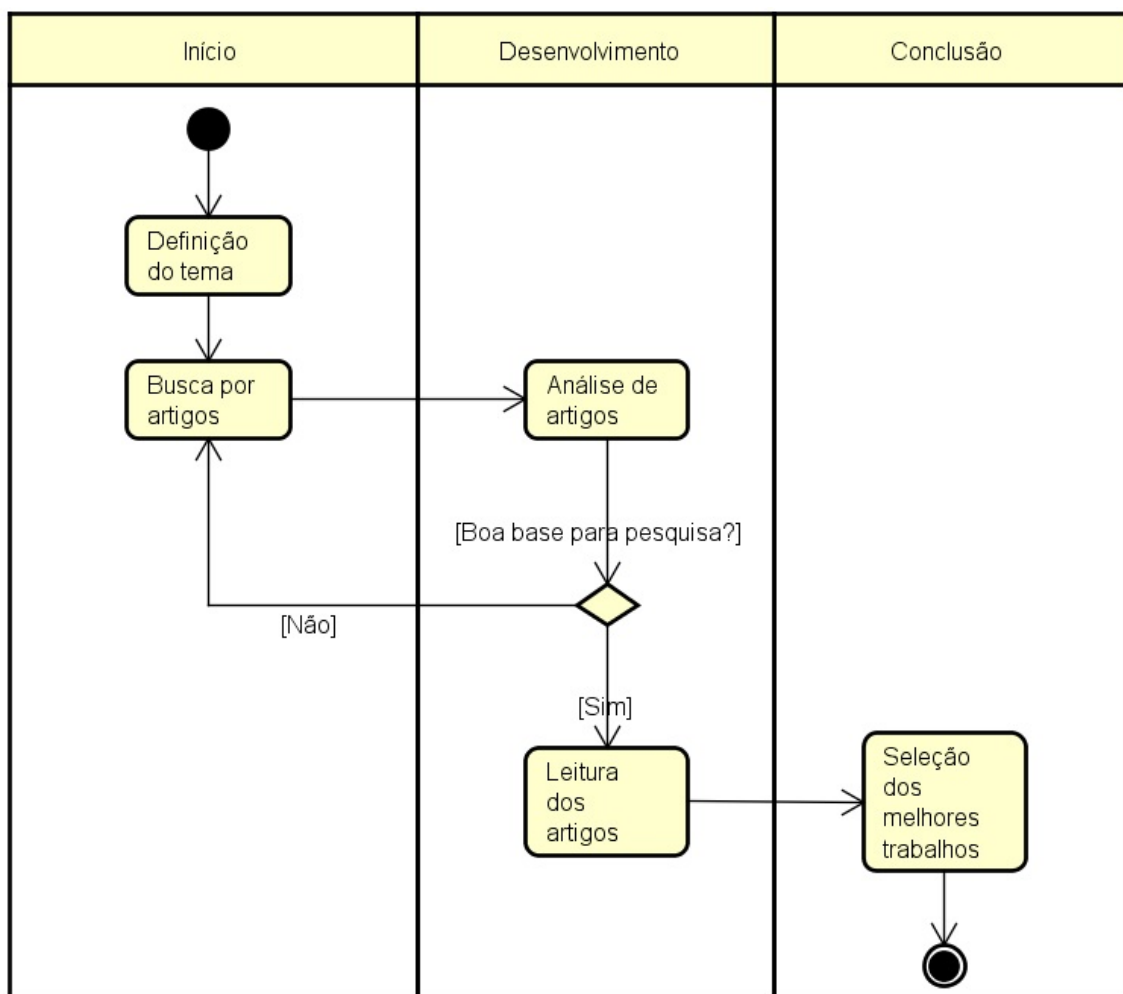 Início
Desenvolvimento
Conclusão
Definição
do tema
Busca por
artigos
Análise de
artigos
[Boa base para pesquisa?]
[Não]
[Sim]
Leitura
dos
artigos
Seleção
dos
melhores
trabalhos